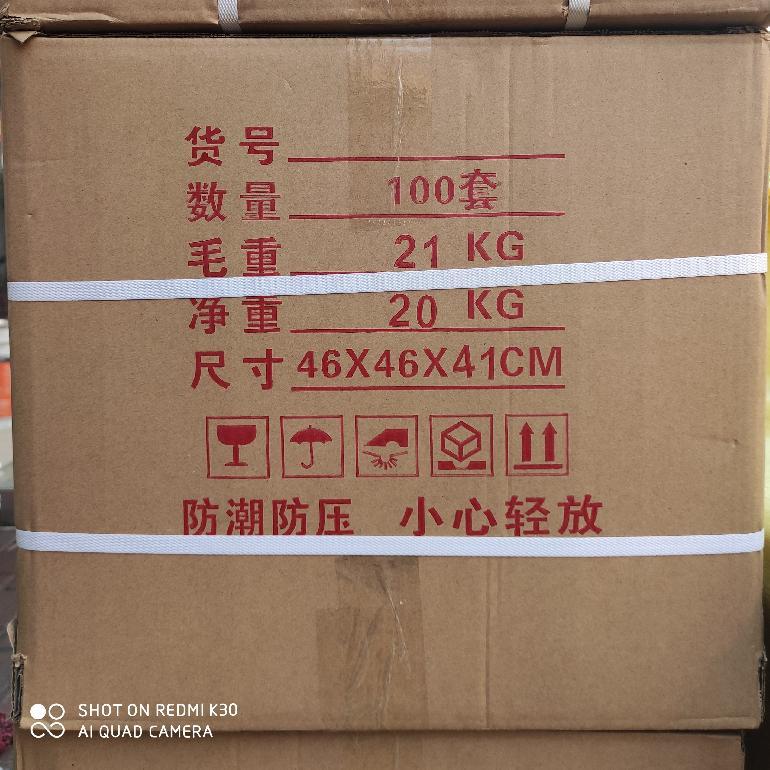 货号
数量 100套
毛重 21 KG
净重 20 KG
尺寸 46X46X41CM
防潮防压 小心轻放
SHOT ON REDMI K30
AI QUAD CAMERA